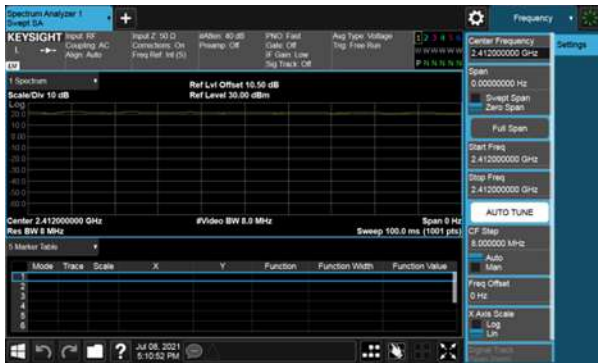 Spectrum Analyzer 1
Swept SA
Frequency
KEYSIGHT
Input: RF
Coupling: AC
Align: Auto
Input Z: 50 Ω
Corrections: On
Freq Ref: Int (S)
#Atten: 40 dB
Preamp: Off
PNO: Fast
Gate: Off
IF Gain: Low
Sig Track: Off
Avg Type: Voltage
Trig: Free Run
1 2 3 4 5 6
W W W W W W
P N N N N N
L
1 Spectrum
Scale/Div 10 dB
Ref Lvl Offset 10.50 dB
Ref Level 30.00 dBm
Log
20.0
10.0
0.00
-10.0
-20.0
-30.0
-40.0
-50.0
-60.0
Center 2.412000000 GHz
#Video BW 8.0 MHz
Span 0 Hz
Res BW 8 MHz
Sweep 100.0 ms (1001 pts)
5 Marker Table
Mode Trace Scale X Y Function Function Width Function Value
1
2
3
4
5
6
Jul 08, 2021
5:10:52 PM
Center Frequency
2.412000000 GHz
Settings
Span
0.00000000 Hz
Swept Span
Zero Span
Full Span
Start Freq
2.412000000 GHz
Stop Freq
2.412000000 GHz
AUTO TUNE
CF Step
8.000000 MHz
Auto
Man
Freq Offset
0 Hz
X Axis Scale
Log
Lin